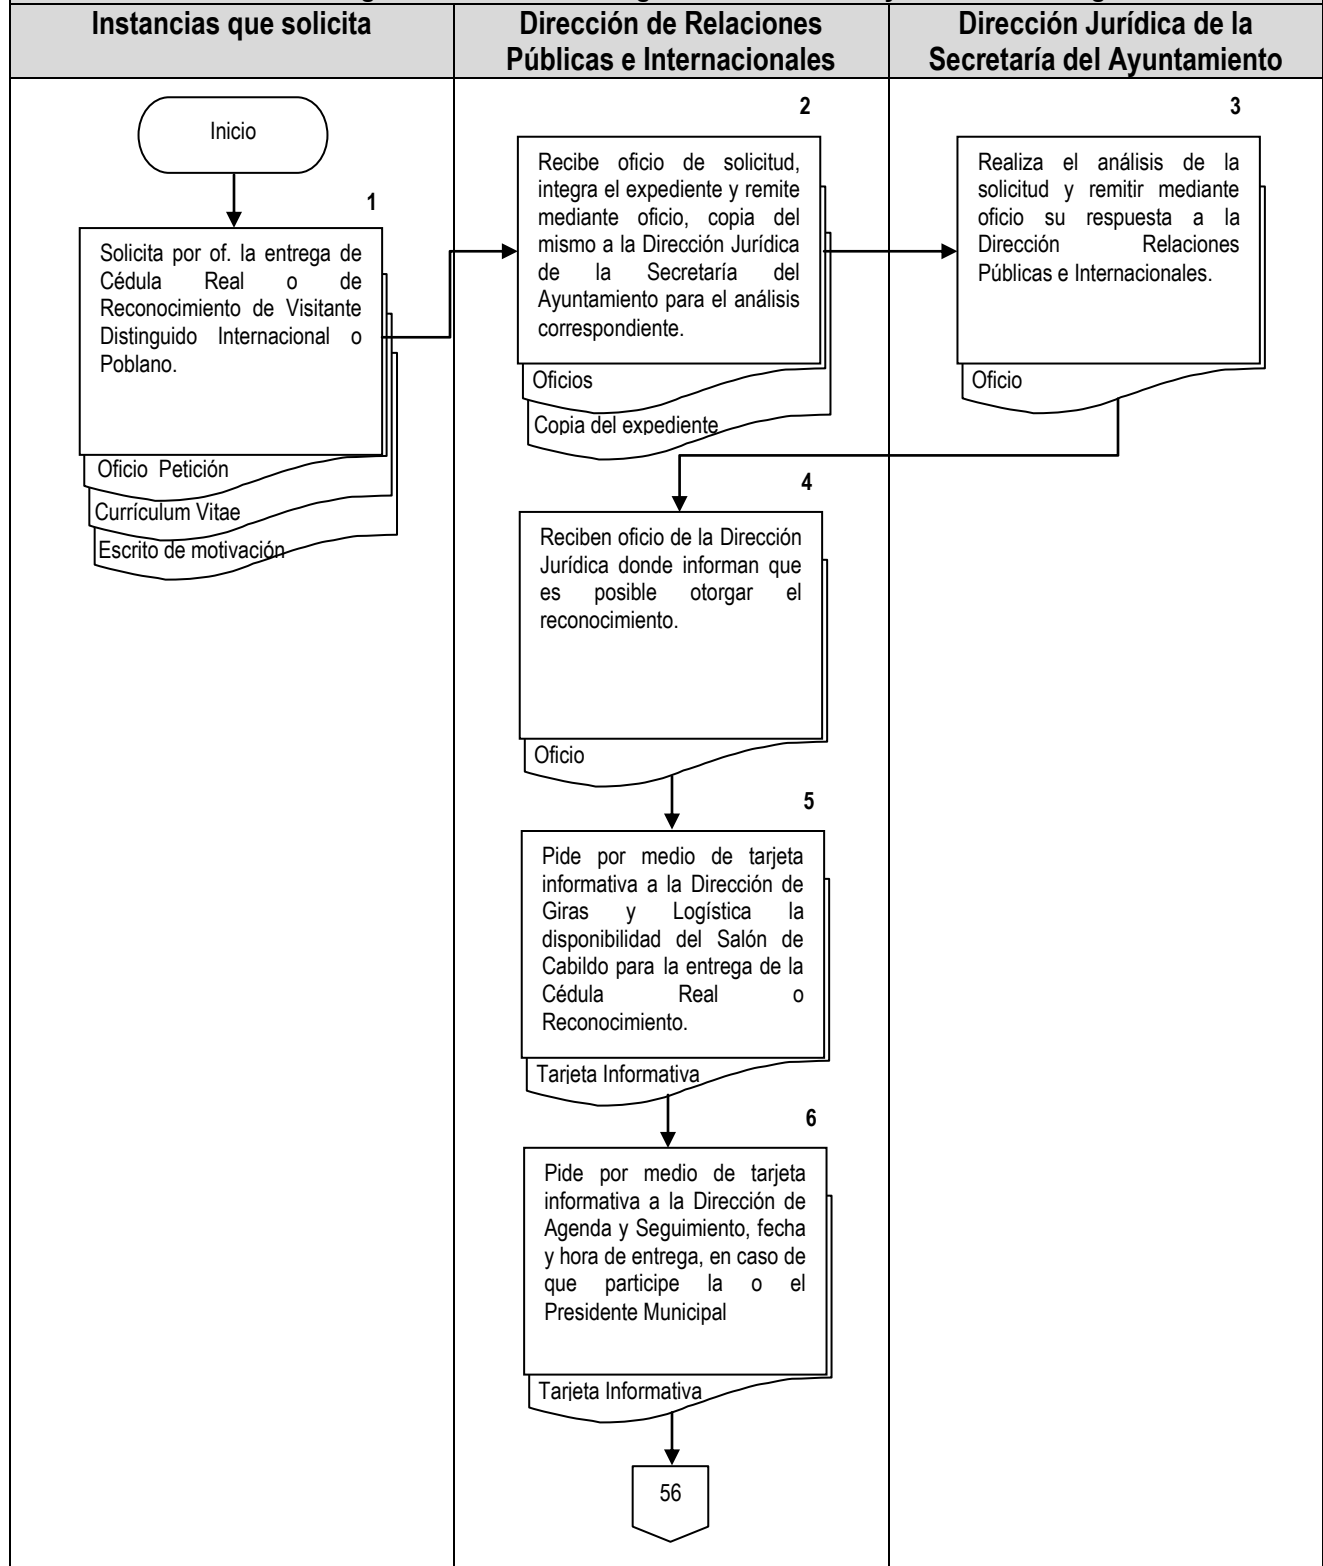 Instancias que solicita
Dirección de Relaciones
Públicas e Internacionales
Dirección Jurídica de la
Secretaría del Ayuntamiento
Inicio
1
Solicita por of. la entrega de
Cédula Real o de
Reconocimiento de Visitante
Distinguido Internacional o
Poblano.
Oficio Petición
Currículum Vitae
Escrito de motivación
2
Recibe oficio de solicitud,
integra el expediente y remite
mediante oficio, copia del
mismo a la Dirección Jurídica
de la Secretaría del
Ayuntamiento para el análisis
correspondiente.
Oficios
Copia del expediente
3
Realiza el análisis de la
solicitud y remitir mediante
oficio su respuesta a la
Dirección Relaciones
Públicas e Internacionales.
Oficio
4
Reciben oficio de la Dirección
Jurídica donde informan que
es posible otorgar el
reconocimiento.
Oficio
5
Pide por medio de tarjeta
informativa a la Dirección de
Giras y Logística la
disponibilidad del Salón de
Cabildo para la entrega de la
Cédula Real o
Reconocimiento.
Tarjeta Informativa
6
Pide por medio de tarjeta
informativa a la Dirección de
Agenda y Seguimiento, fecha
y hora de entrega, en caso de
que participe la o el
Presidente Municipal
Tarjeta Informativa
56